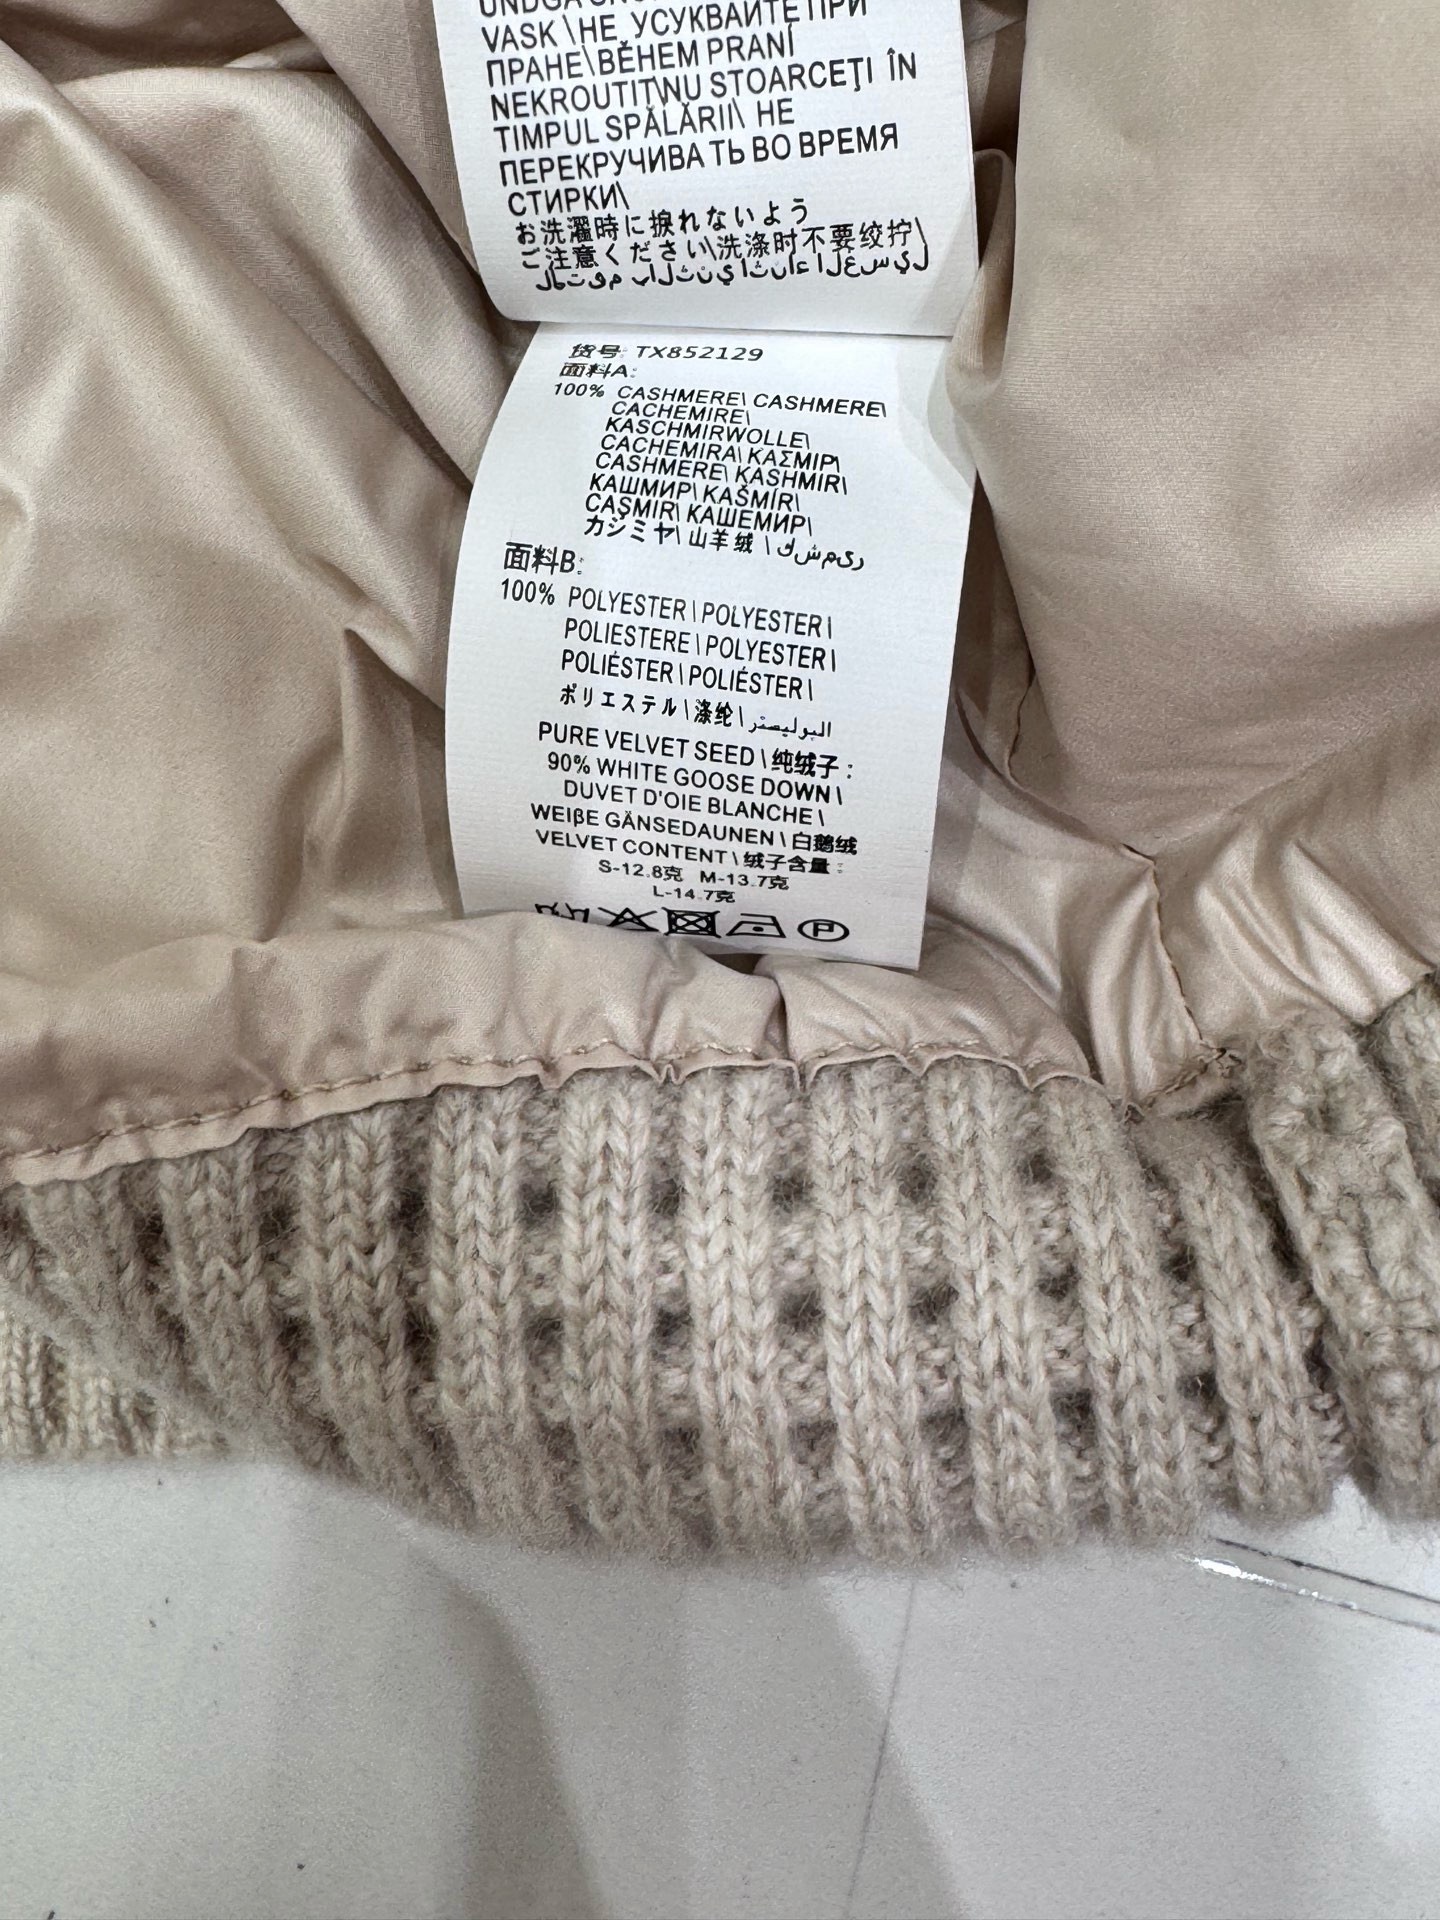 VASK \НЕ УСУКВАЙТЕ ПРИ
ПРАНЕ\BĚHEM PRANÍ
NEKROUTIT\NU STOARCEŢI ÎN
TIMPUL SPĂLĂRII\ НЕ
ПЕРЕКРУЧИВА ТЬ ВО ВРЕМЯ
СТИРКИ\
お洗濯時に捩れないよう
ご注意ください\洗涤时不要绞拧\
货号: TX852129
面料A:
100% CASHMERE\ CASHMERE\
CACHEMIRE\
KASCHMIRWOLLE\
CACHEMIRA\ ΚΑΣΜΙΡ\
CASHMERE\ KASHMIR\
КАШМИР\ KAŠMÍR\
CAŞMIR\ КАШЕМИР\
カシミヤ\ 山羊绒 \ ر ي م ش ك
面料B:
100% POLYESTER \ POLYESTER \
POLIESTERE \ POLYESTER \
POLIÉSTER \ POLIÉSTER \
ポリエステル \ 涤纶 \ البوليستر
PURE VELVET SEED \ 纯绒子 :
90% WHITE GOOSE DOWN \
DUVET D'OIE BLANCHE \
WEIβE GÄNSEDAUNEN \ 白鹅绒
VELVET CONTENT \ 绒子含量 :
S-12.8克 M-13.7克
L-14.7克
P